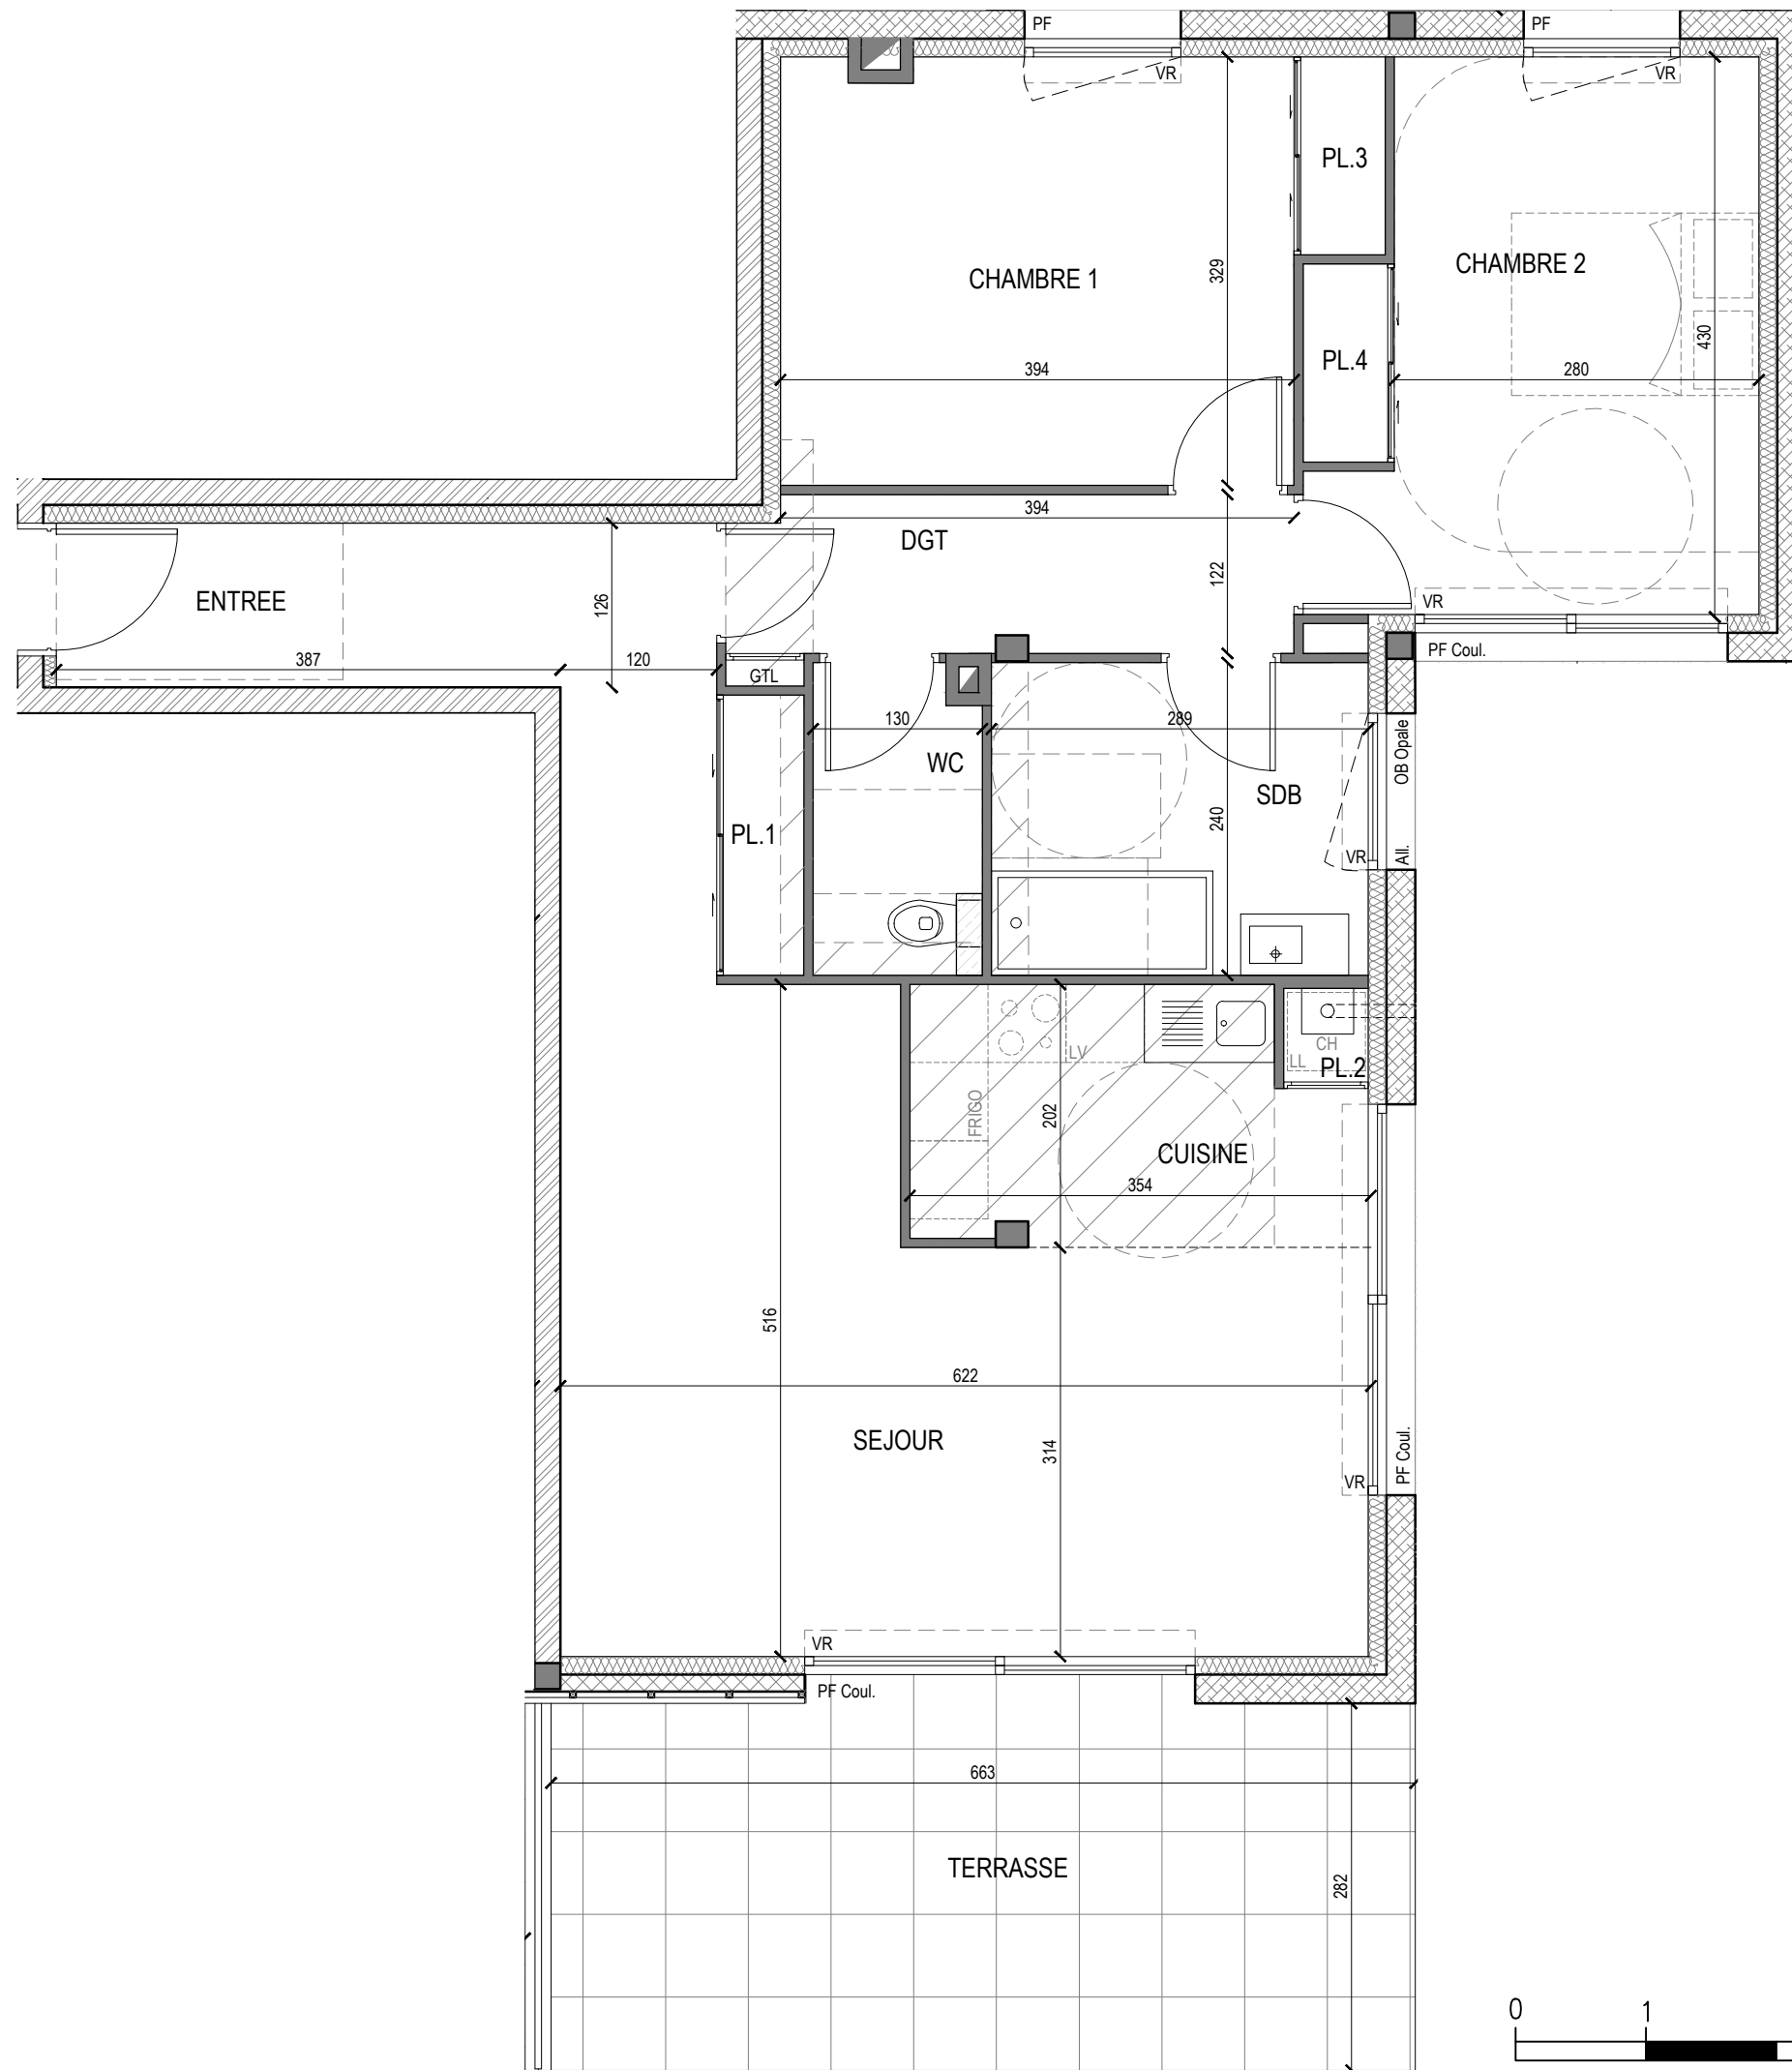 PF
PF
VR
VR
PL.3
CHAMBRE 1
329
CHAMBRE 2
430
394
PL.4
280
394
DGT
122
ENTREE
126
VR
387
120
GTL
PF Coul.
130
289
WC
OB Opale
SDB
240
PL.1
VR
All.
CH
LL
PL.2
LV
FRIGO
202
CUISINE
354
516
622
SEJOUR
314
VR
PF Coul.
VR
PF Coul.
663
TERRASSE
282
0 1